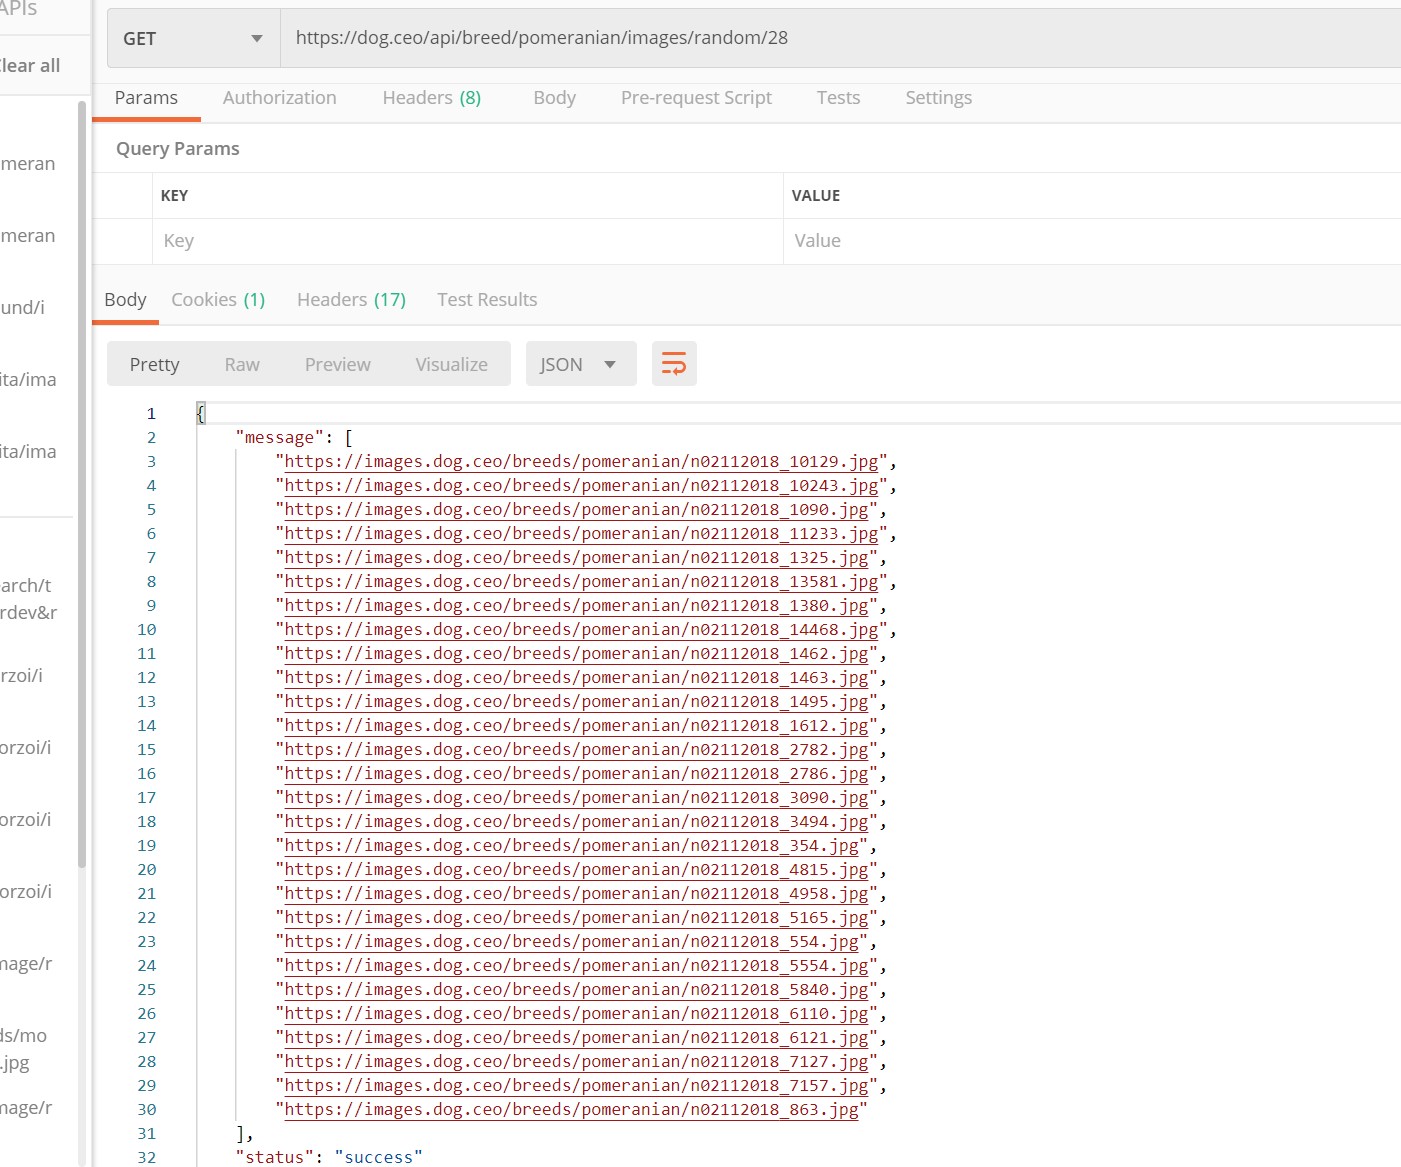 APIs
Clear all
meran
meran
und/i
ita/ima
ita/ima
earch/t
rdev&r
rzoi/i
orzoi/i
orzoi/i
orzoi/i
mage/r
ds/mo
.jpg
mage/r
GET https://dog.ceo/api/breed/pomeranian/images/random/28
Params Authorization Headers (8) Body Pre-request Script Tests Settings
Query Params
KEY VALUE
Key Value
Body Cookies (1) Headers (17) Test Results
Pretty Raw Preview Visualize JSON
1 {
2 "message": [
3 "https://images.dog.ceo/breeds/pomeranian/n02112018_10129.jpg",
4 "https://images.dog.ceo/breeds/pomeranian/n02112018_10243.jpg",
5 "https://images.dog.ceo/breeds/pomeranian/n02112018_1090.jpg",
6 "https://images.dog.ceo/breeds/pomeranian/n02112018_11233.jpg",
7 "https://images.dog.ceo/breeds/pomeranian/n02112018_1325.jpg",
8 "https://images.dog.ceo/breeds/pomeranian/n02112018_13581.jpg",
9 "https://images.dog.ceo/breeds/pomeranian/n02112018_1380.jpg",
10 "https://images.dog.ceo/breeds/pomeranian/n02112018_14468.jpg",
11 "https://images.dog.ceo/breeds/pomeranian/n02112018_1462.jpg",
12 "https://images.dog.ceo/breeds/pomeranian/n02112018_1463.jpg",
13 "https://images.dog.ceo/breeds/pomeranian/n02112018_1495.jpg",
14 "https://images.dog.ceo/breeds/pomeranian/n02112018_1612.jpg",
15 "https://images.dog.ceo/breeds/pomeranian/n02112018_2782.jpg",
16 "https://images.dog.ceo/breeds/pomeranian/n02112018_2786.jpg",
17 "https://images.dog.ceo/breeds/pomeranian/n02112018_3090.jpg",
18 "https://images.dog.ceo/breeds/pomeranian/n02112018_3494.jpg",
19 "https://images.dog.ceo/breeds/pomeranian/n02112018_354.jpg",
20 "https://images.dog.ceo/breeds/pomeranian/n02112018_4815.jpg",
21 "https://images.dog.ceo/breeds/pomeranian/n02112018_4958.jpg",
22 "https://images.dog.ceo/breeds/pomeranian/n02112018_5165.jpg",
23 "https://images.dog.ceo/breeds/pomeranian/n02112018_554.jpg",
24 "https://images.dog.ceo/breeds/pomeranian/n02112018_5554.jpg",
25 "https://images.dog.ceo/breeds/pomeranian/n02112018_5840.jpg",
26 "https://images.dog.ceo/breeds/pomeranian/n02112018_6110.jpg",
27 "https://images.dog.ceo/breeds/pomeranian/n02112018_6121.jpg",
28 "https://images.dog.ceo/breeds/pomeranian/n02112018_7127.jpg",
29 "https://images.dog.ceo/breeds/pomeranian/n02112018_7157.jpg",
30 "https://images.dog.ceo/breeds/pomeranian/n02112018_863.jpg"
31 ],
32 "status": "success"